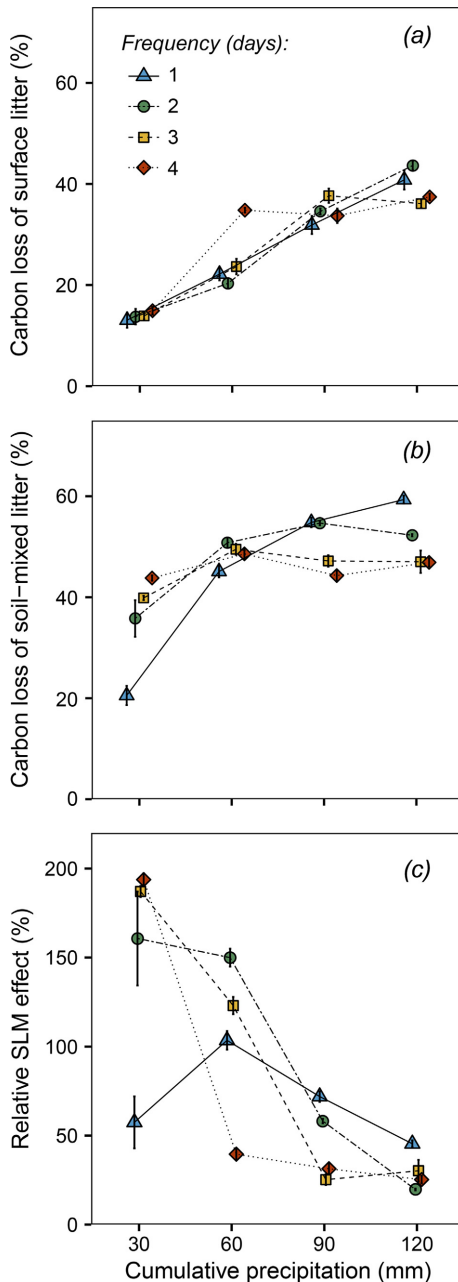 Frequency (days):
(a)
1
2
3
4
Carbon loss of surface litter (%)
60
40
20
0
(b)
Carbon loss of soil−mixed litter (%)
60
40
20
0
(c)
Relative SLM effect (%)
200
150
100
50
0
30 60 90 120
Cumulative precipitation (mm)